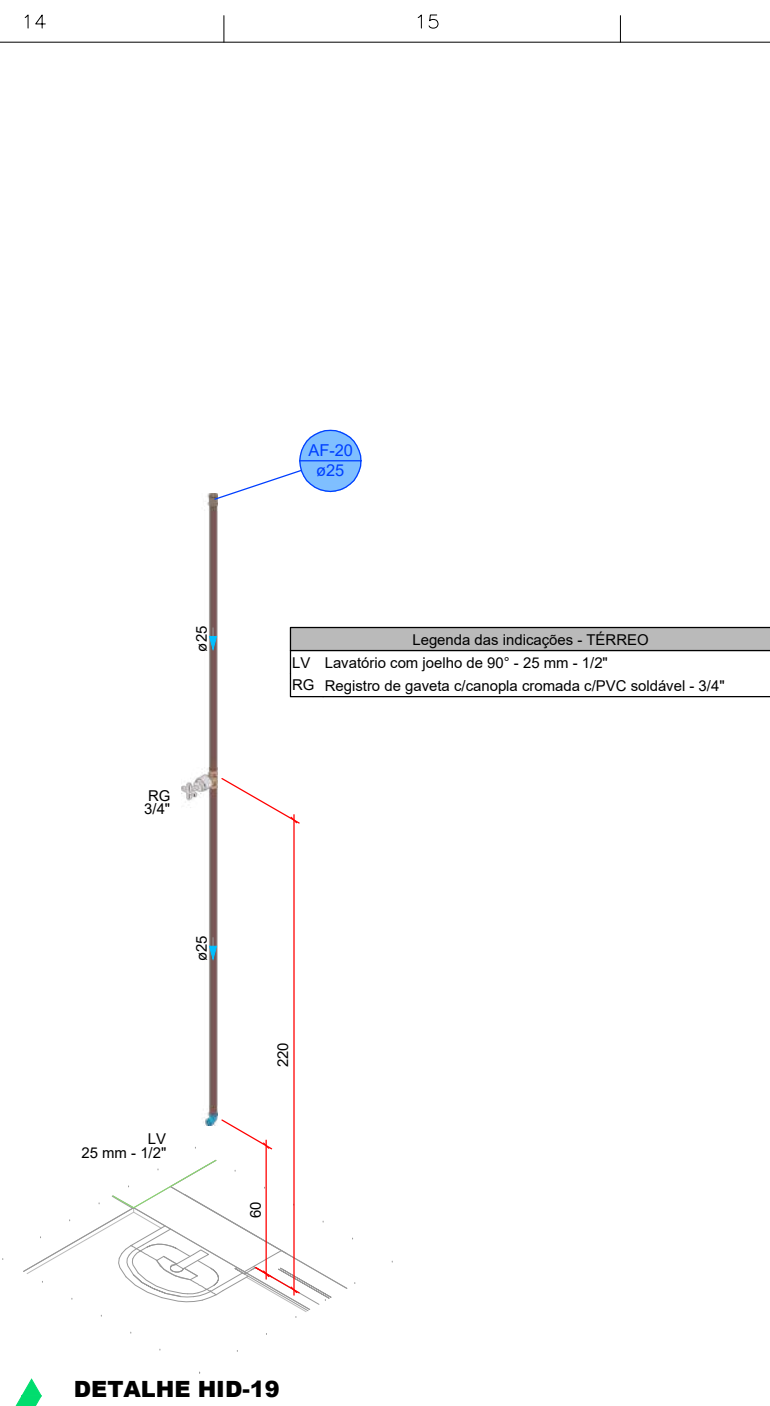 14
15
AF-20
ø25
ø25
Legenda das indicações - TÉRREO
LV Lavatório com joelho de 90° - 25 mm - 1/2"
RG Registro de gaveta c/canopla cromada c/PVC soldável - 3/4"
RG
3/4"
ø25
220
LV
25 mm - 1/2"
60
DETALHE HID-19